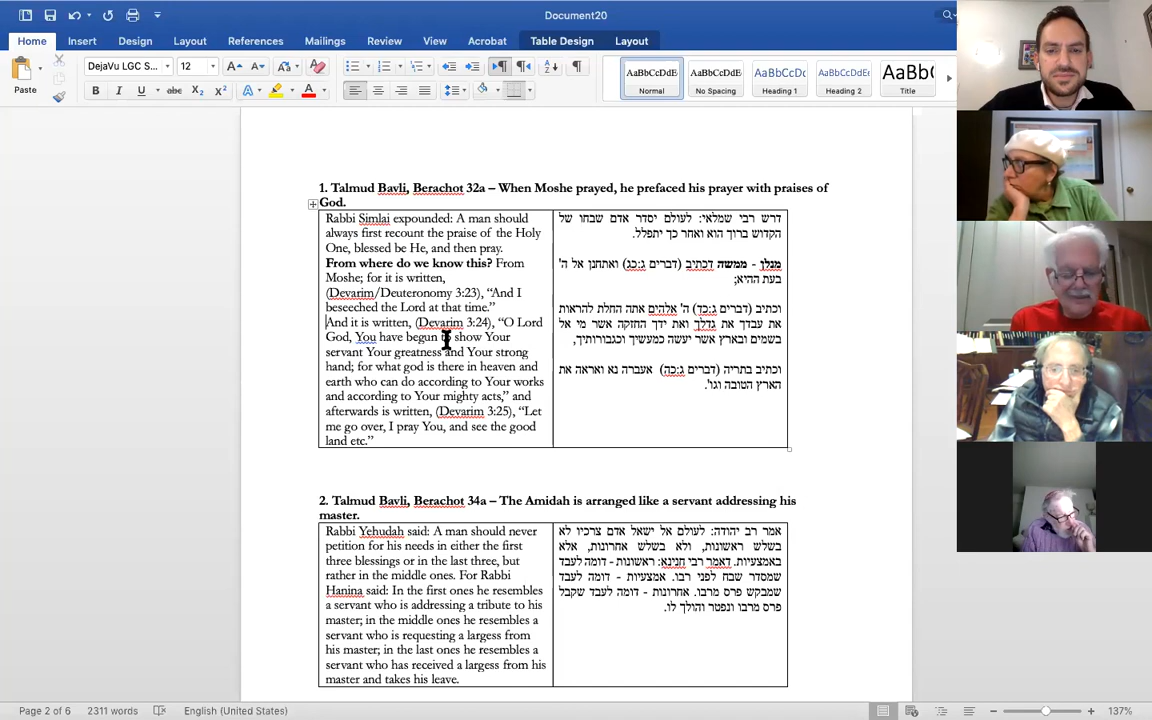 Document20
Home Insert Design Layout References Mailings Review View Acrobat Table Design Layout
Paste
DejaVu LGC S... 12
AaBbCcDdE AaBbCcDdE AaBbCcDc AaBbCcDdE AaBb(
Normal No Spacing Heading 1 Heading 2 Title
1. Talmud Bavli, Berachot 32a – When Moshe prayed, he prefaced his prayer with praises of
God.
Rabbi Simlai expounded: A man should
always first recount the praise of the Holy
One, blessed be He, and then pray.
From where do we know this? From
Moshe; for it is written,
(Devarim/Deuteronomy 3:23), “And I
beseeched the Lord at that time.”
And it is written, (Devarim 3:24), “O Lord
God, You have begun to show Your
servant Your greatness and Your strong
hand; for what god is there in heaven and
earth who can do according to Your works
and according to Your mighty acts,” and
afterwards is written, (Devarim 3:25), “Let
me go over, I pray You, and see the good
land etc.”
דרש רבי שמלאי: לעולם יסדר אדם שבחו של
הקדוש ברוך הוא ואחר כך יתפלל.
מנלן - ממשה דכתיב (דברים ג:כג) ואתחנן אל ה'
בעת ההיא;
וכתיב (דברים ג:כד) ה' אלהים אתה החלת להראות
את עבדך את גדלך ואת ידך החזקה אשר מי אל
בשמים ובארץ אשר יעשה כמעשיך וכגבורותיך,
וכתיב בתריה (דברים ג:כה) אעברה נא ואראה את
הארץ הטובה וגו'.
2. Talmud Bavli, Berachot 34a – The Amidah is arranged like a servant addressing his
master.
Rabbi Yehudah said: A man should never
petition for his needs in either the first
three blessings or in the last three, but
rather in the middle ones. For Rabbi
Hanina said: In the first ones he resembles
a servant who is addressing a tribute to his
master; in the middle ones he resembles a
servant who is requesting a largess from
his master; in the last ones he resembles a
servant who has received a largess from his
master and takes his leave.
אמר רב יהודה: לעולם אל ישאל אדם צרכיו לא
בשלש ראשונות, ולא בשלש אחרונות, אלא
באמצעיות. דאמר רבי חנינא: ראשונות - דומה לעבד
שמסדר שבח לפני רבו. אמצעיות - דומה לעבד
שמבקש פרס מרבו. אחרונות - דומה לעבד שקבל
פרס מרבו ונפטר והולך לו.
Page 2 of 6 2311 words English (United States) 137%